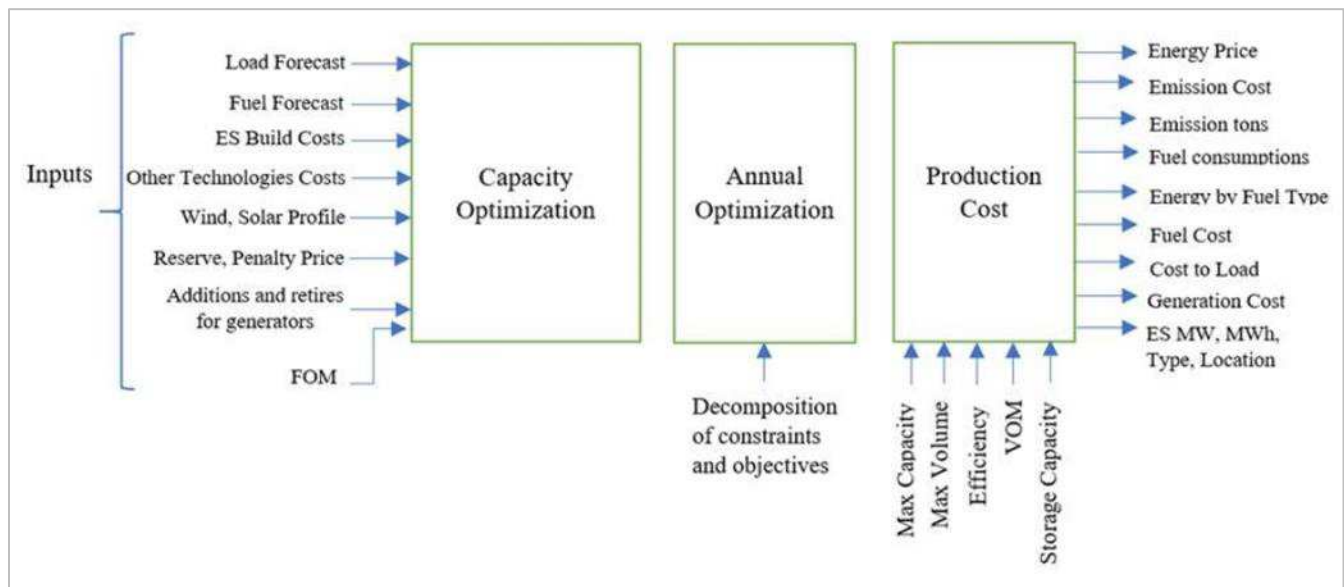 Inputs
Load Forecast
Fuel Forecast
ES Build Costs
Other Technologies Costs
Wind, Solar Profile
Reserve, Penalty Price
Additions and retires
for generators
FOM
Capacity
Optimization
Annual
Optimization
Decomposition
of constraints
and objectives
Production
Cost
Max Capacity
Max Volume
Efficiency
VOM
Storage Capacity
Energy Price
Emission Cost
Emission tons
Fuel consumptions
Energy by Fuel Type
Fuel Cost
Cost to Load
Generation Cost
ES MW, MWh,
Type, Location